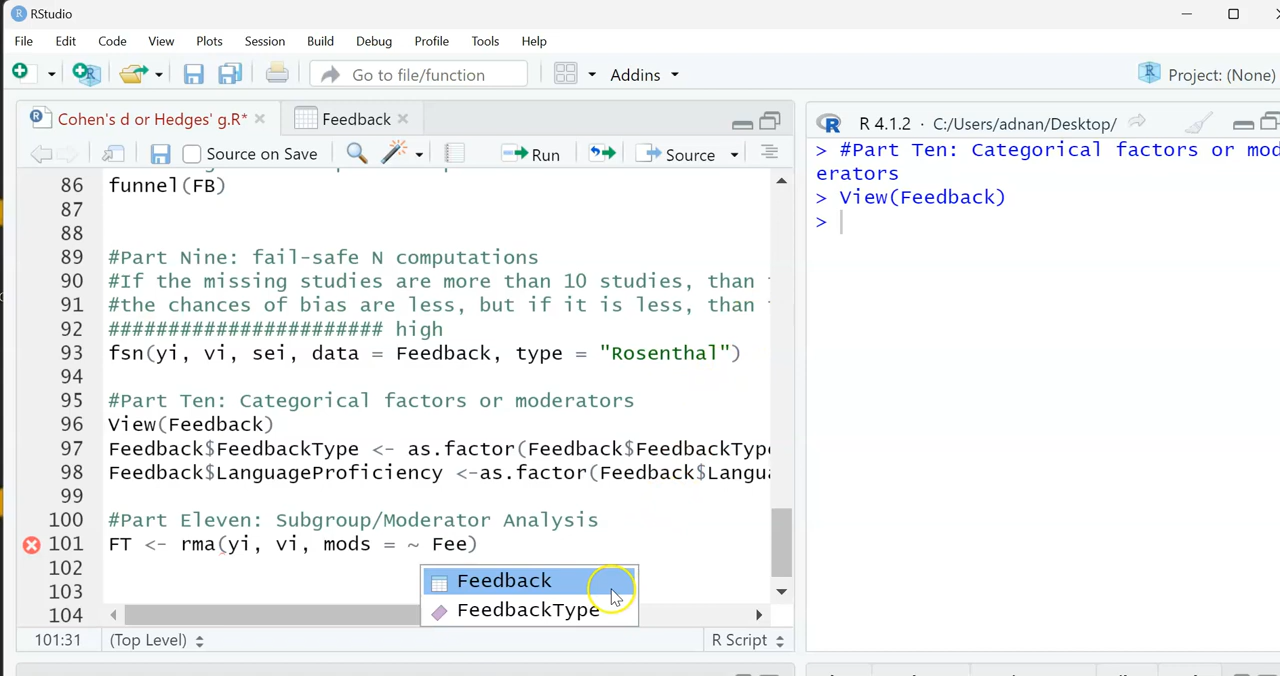 RStudio
File Edit Code View Plots Session Build Debug Profile Tools Help
Go to file/function Addins Project: (None)
Cohen's d or Hedges' g.R* Feedback
Source on Save Run Source
86 funnel(FB)
87
88
89 #Part Nine: fail-safe N computations
90 #If the missing studies are more than 10 studies, than
91 #the chances of bias are less, but if it is less, than
92 ####################### high
93 fsn(yi, vi, sei, data = Feedback, type = "Rosenthal")
94
95 #Part Ten: Categorical factors or moderators
96 View(Feedback)
97 Feedback$FeedbackType <- as.factor(Feedback$FeedbackType
98 Feedback$LanguageProficiency <-as.factor(Feedback$Langua
99
100 #Part Eleven: Subgroup/Moderator Analysis
101 FT <- rma(yi, vi, mods = ~ Fee)
102
103
104
Feedback
FeedbackType
101:31 (Top Level) R Script
R 4.1.2 · C:/Users/adnan/Desktop/
> #Part Ten: Categorical factors or mod
erators
> View(Feedback)
>